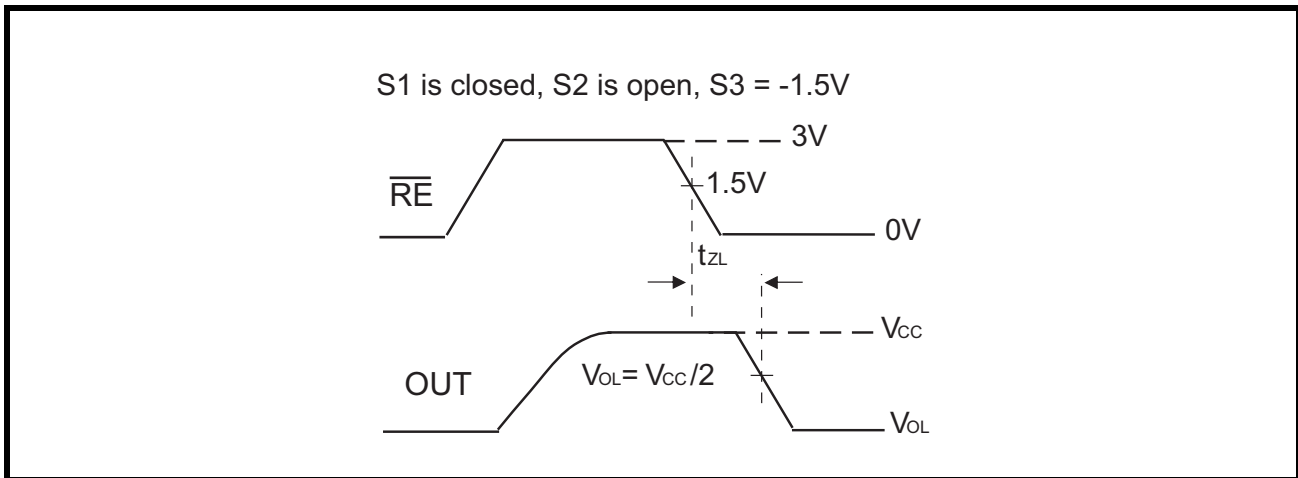 S1 is closed, S2 is open, S3 = -1.5V
3V
RE
1.5V
0V
tZL
VCC
VOL= VCC/2
OUT
VOL